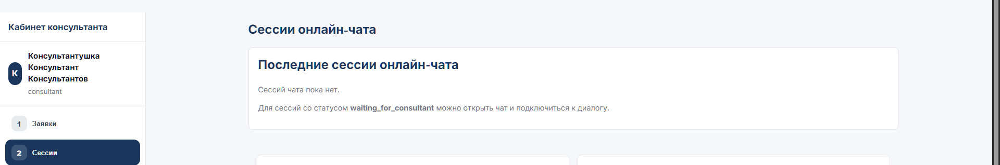 Кабинет консультанта
К
Консультантушка
Консультант
Консультантов
consultant
1 Заявки
2 Сессии
Сессии онлайн-чата
Последние сессии онлайн-чата
Сессий чата пока нет.
Для сессий со статусом waiting_for_consultant можно открыть чат и подключиться к диалогу.